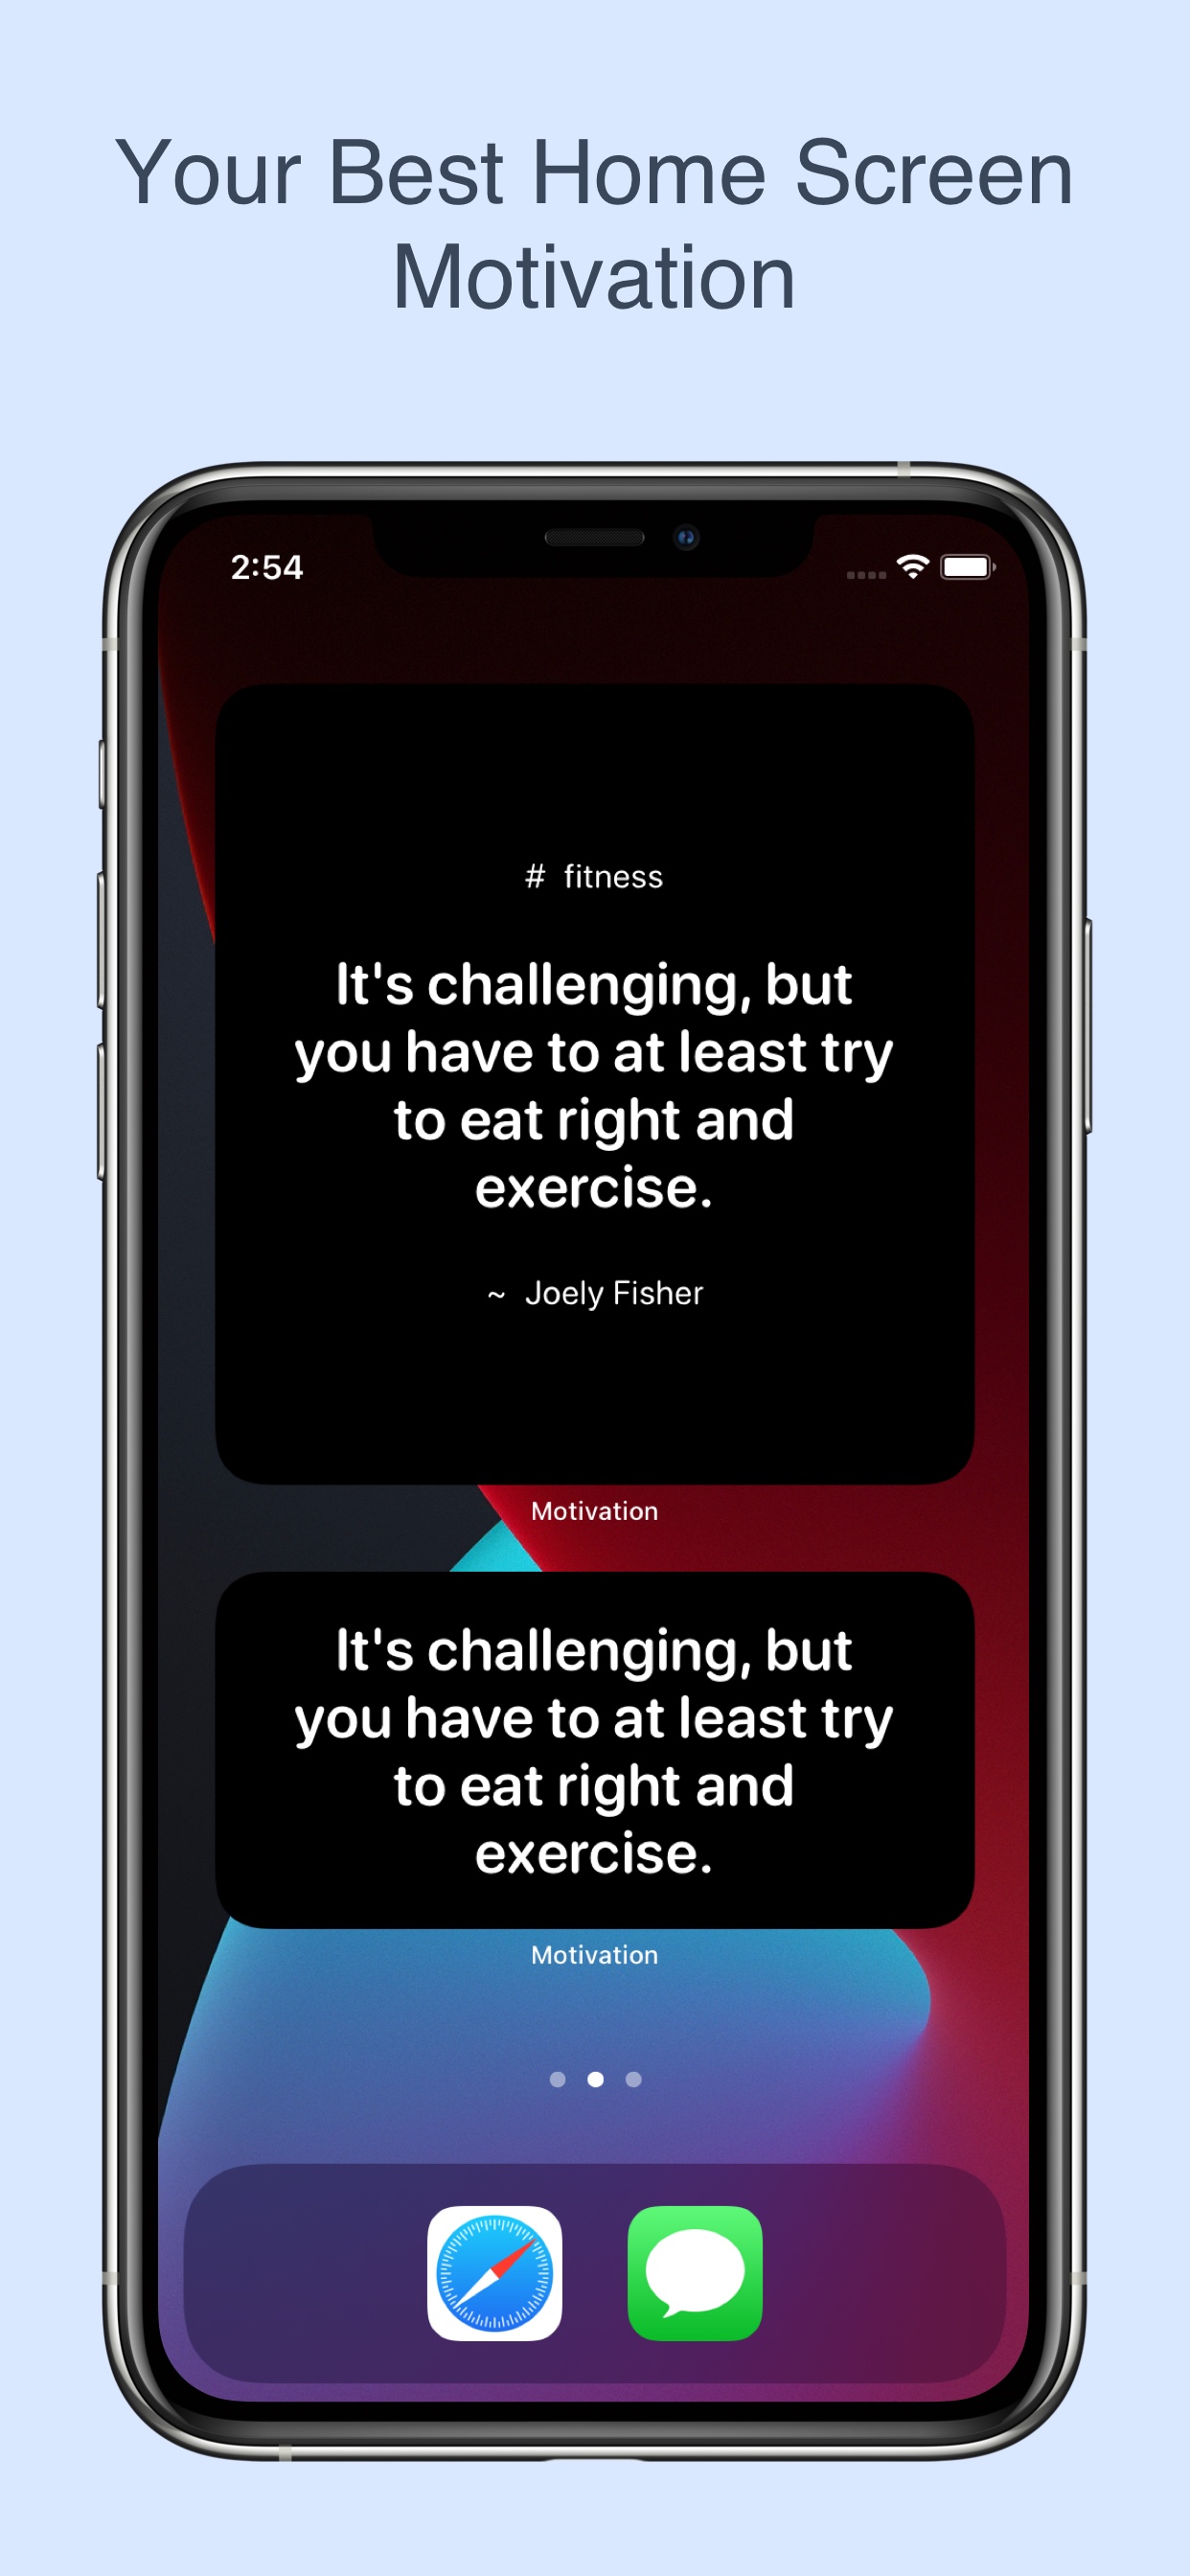 Your Best Home Screen
Motivation
2:54
# fitness
It's challenging, but
you have to at least try
to eat right and
exercise.
~ Joely Fisher
Motivation
It's challenging, but
you have to at least try
to eat right and
exercise.
Motivation